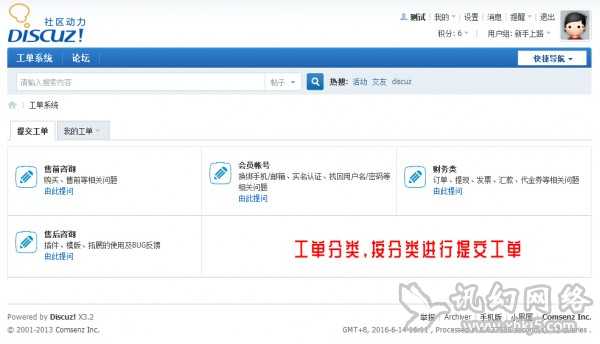 社区动力
DISCUZ!
测试 | 我的 | 设置 | 消息 | 提醒 | 退出
积分: 6 | 用户组: 新手上路
工单系统 论坛 快捷导航
请输入搜索内容 帖子 热搜: 活动 交友 discuz
工单系统
提交工单 我的工单
售前咨询
购买、售前等相关问题
由此提问
会员帐号
换绑手机/邮箱、实名认证、找回用户名/密码等相关问题
由此提问
财务类
订单、提现、发票、汇款、代金券等相关问题
由此提问
售后咨询
插件、模版、拓展的使用及BUG反馈
由此提问
工单分类,按分类进行提交工单
Powered by Discuz! X3.2
© 2001-2013 Comsenz Inc.
举报 | Archiver | 手机版 | 小黑屋 | Comsenz Inc.
GMT+8, 2016-6-14 16:11 , Processed in
讯幻网络